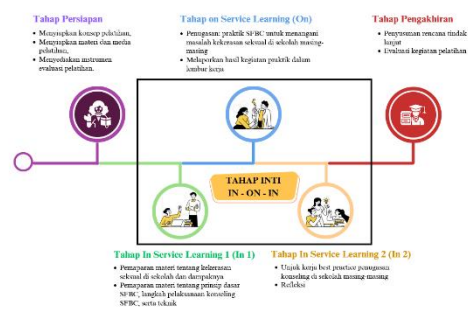 Tahap Persiapan
• Menyiapkan konsep pelatihan,
• Menyiapkan materi dan media
pelatihan,
• Menyediakan instrumen
evaluasi pelatihan.
Tahap on Service Learning (On)
• Penugasan: praktik SFBC untuk menangani
masalah kekerasan seksual di sekolah masing-
masing
• Melaporkan hasil kegiatan praktik dalam
lembar kerja
Tahap Pengakhiran
• Penyusunan rencana tindak
lanjut
• Evaluasi kegiatan pelatihan
TAHAP INTI
IN - ON - IN
Tahap In Service Learning 1 (In 1)
• Pemaparan materi tentang kekerasan
seksual di sekolah dan dampaknya
• Pemaparan materi tentang prinsip dasar
SFBC, langkah pelaksanaan konseling
SFBC, serta teknik
Tahap In Service Learning 2 (In 2)
• Unjuk kerja best practice penugasan
konseling di sekolah masing-masing
• Refleksi